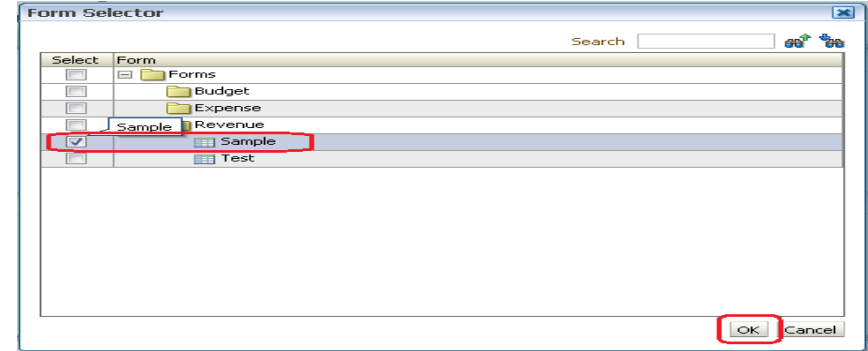 Form Selector
Search
Select Form
Forms
Budget
Expense
Sample Revenue
Sample
Test
OK Cancel